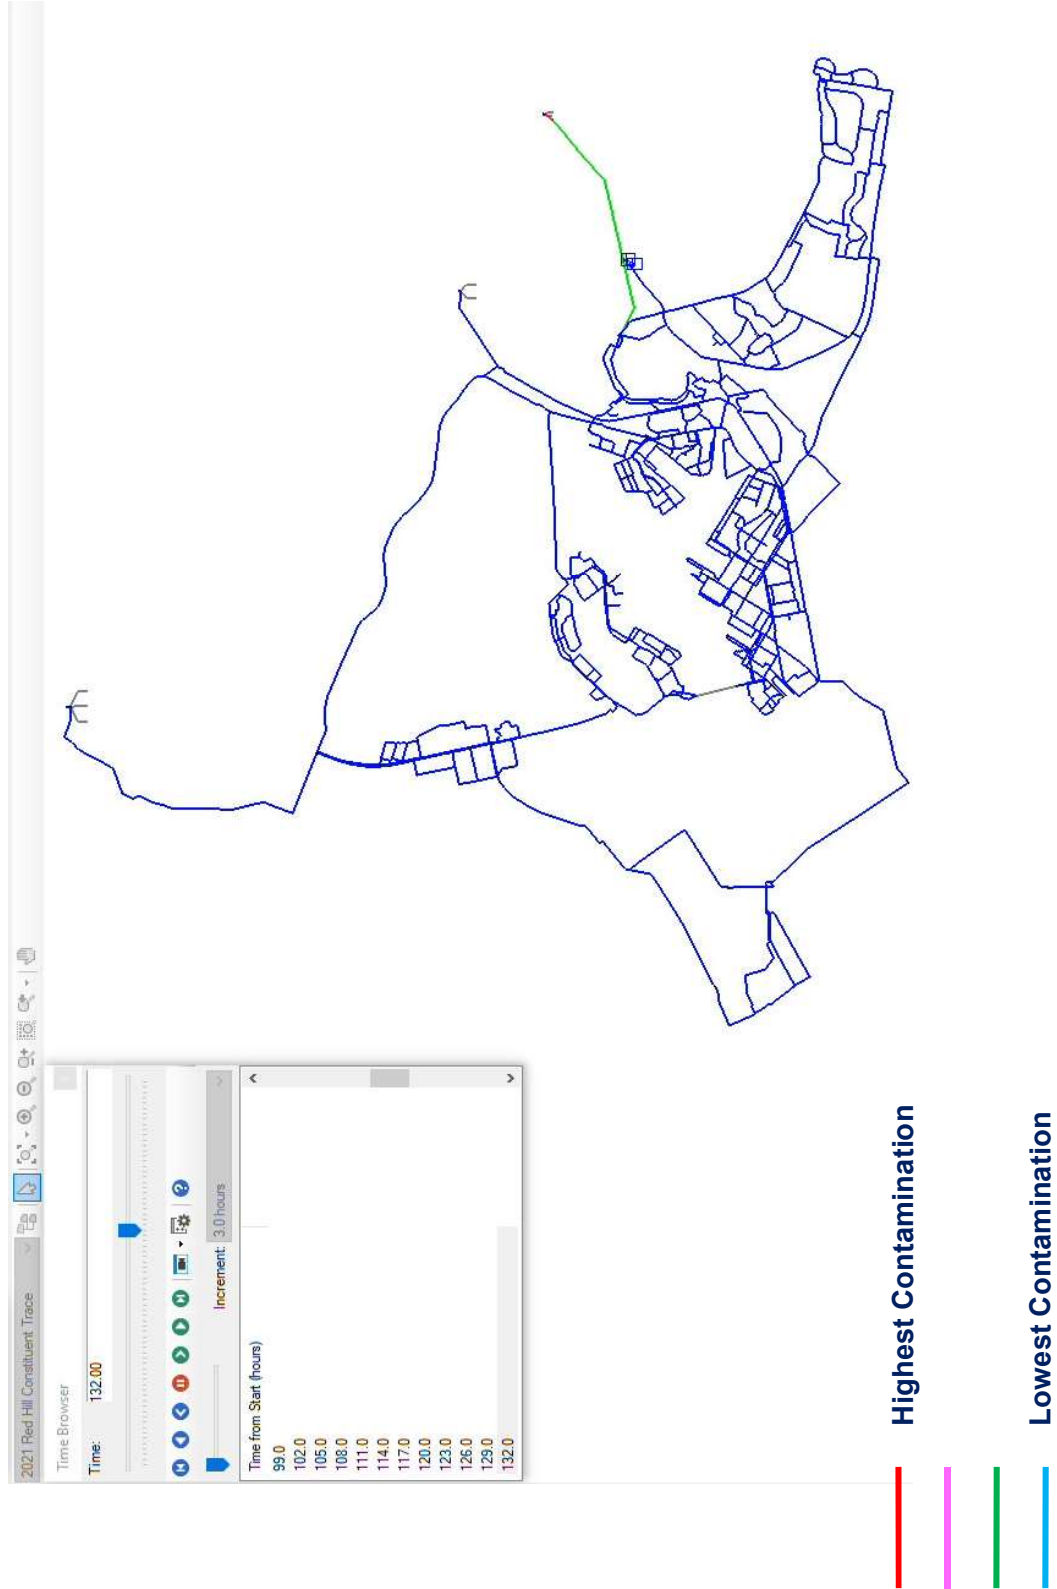 2021 Red Hill Constituent Trace
Time Browser
Time:
132.00
Increment:
3.0 hours
Time from Start (hours)
99.0
102.0
105.0
108.0
111.0
114.0
117.0
120.0
123.0
126.0
129.0
132.0
Highest Contamination
Lowest Contamination